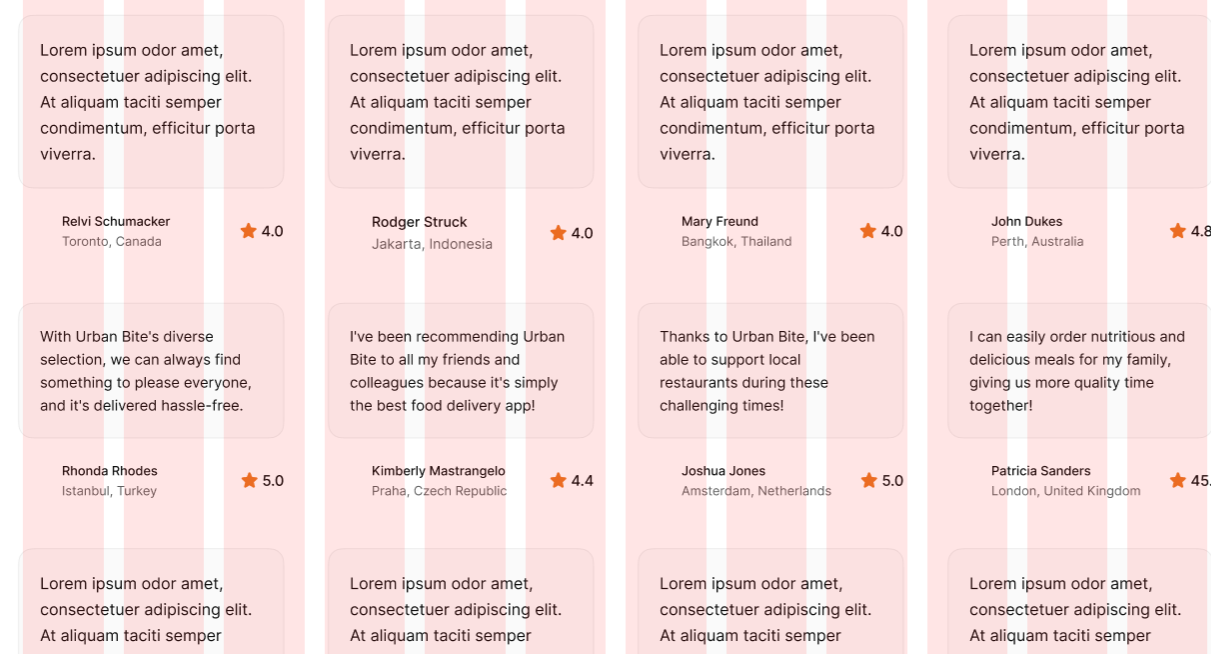 Lorem ipsum odor amet,
consectetuer adipiscing elit.
At aliquam taciti semper
condimentum, efficitur porta
viverra.
Relvi Schumacker
Toronto, Canada
4.0
Lorem ipsum odor amet,
consectetuer adipiscing elit.
At aliquam taciti semper
condimentum, efficitur porta
viverra.
Rodger Struck
Jakarta, Indonesia
4.0
Lorem ipsum odor amet,
consectetuer adipiscing elit.
At aliquam taciti semper
condimentum, efficitur porta
viverra.
Mary Freund
Bangkok, Thailand
4.0
Lorem ipsum odor amet,
consectetuer adipiscing elit.
At aliquam taciti semper
condimentum, efficitur porta
viverra.
John Dukes
Perth, Australia
4.8
With Urban Bite's diverse
selection, we can always find
something to please everyone,
and it's delivered hassle-free.
Rhonda Rhodes
Istanbul, Turkey
5.0
I've been recommending Urban
Bite to all my friends and
colleagues because it's simply
the best food delivery app!
Kimberly Mastrangelo
Praha, Czech Republic
4.4
Thanks to Urban Bite, I've been
able to support local
restaurants during these
challenging times!
Joshua Jones
Amsterdam, Netherlands
5.0
I can easily order nutritious and
delicious meals for my family,
giving us more quality time
together!
Patricia Sanders
London, United Kingdom
45.
Lorem ipsum odor amet,
consectetuer adipiscing elit.
At aliquam taciti semper
Lorem ipsum odor amet,
consectetuer adipiscing elit.
At aliquam taciti semper
Lorem ipsum odor amet,
consectetuer adipiscing elit.
At aliquam taciti semper
Lorem ipsum odor amet,
consectetuer adipiscing elit.
At aliquam taciti semper